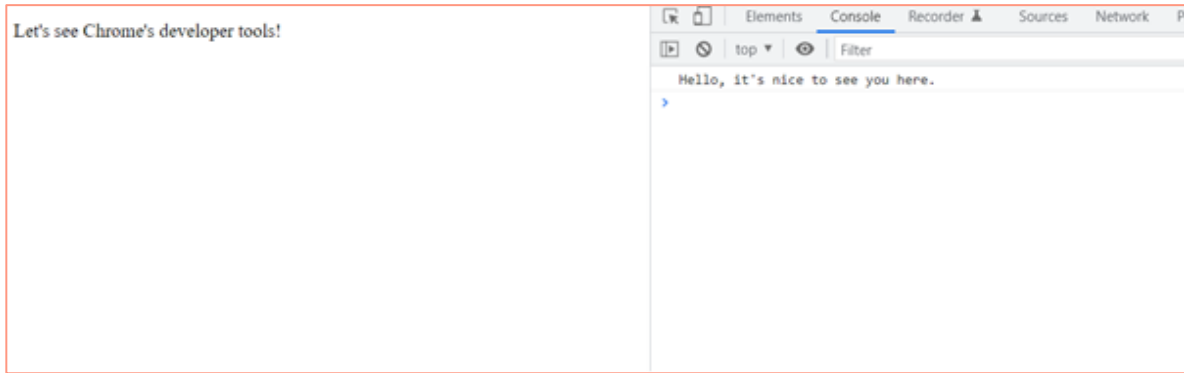 Let's see Chrome's developer tools!
Elements Console Recorder Sources Network P
top Filter
Hello, it's nice to see you here.